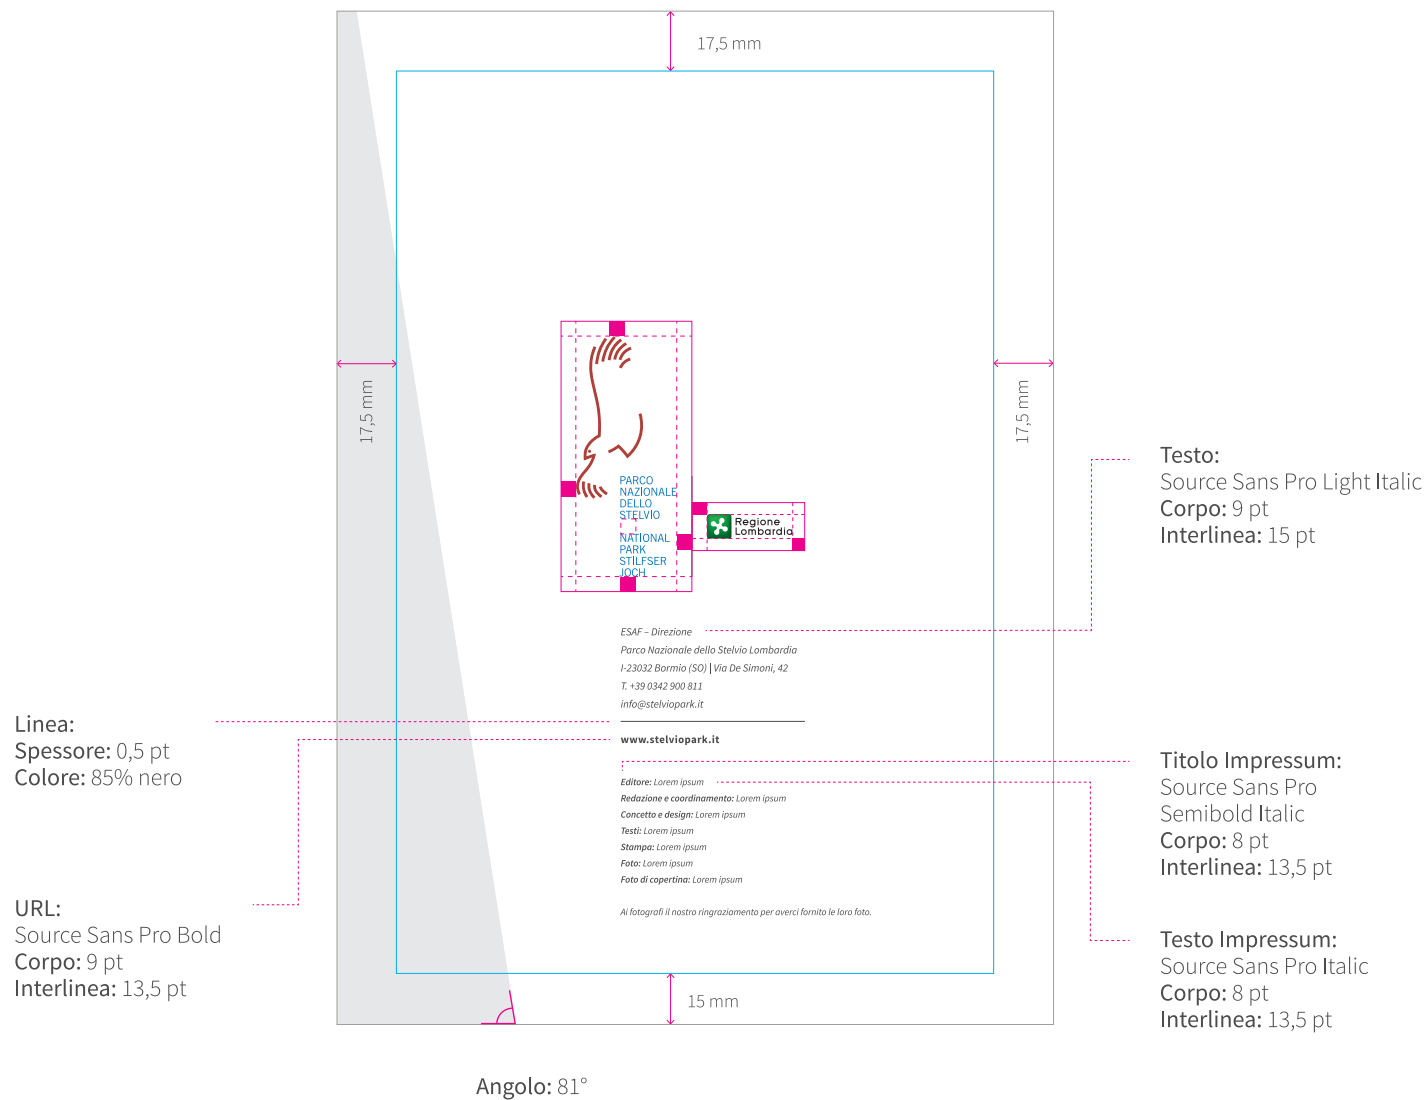 17,5 mm
17,5 mm
17,5 mm
PARCO
NAZIONALE
DELLO
STELVIO
NATIONAL
PARK
STILFSER
JOCH
Regione
Lombardia
Testo:
Source Sans Pro Light Italic
Corpo: 9 pt
Interlinea: 15 pt
ESAF – Direzione
Parco Nazionale dello Stelvio Lombardia
I-23032 Bormio (SO) | Via De Simoni, 42
T. +39 0342 900 811
info@stelviopark.it
www.stelviopark.it
Linea:
Spessore: 0,5 pt
Colore: 85% nero
Editore: Lorem ipsum
Redazione e coordinamento: Lorem ipsum
Concetto e design: Lorem ipsum
Testi: Lorem ipsum
Stampa: Lorem ipsum
Foto: Lorem ipsum
Foto di copertina: Lorem ipsum
Ai fotografi il nostro ringraziamento per averci fornito le loro foto.
Titolo Impressum:
Source Sans Pro
Semibold Italic
Corpo: 8 pt
Interlinea: 13,5 pt
URL:
Source Sans Pro Bold
Corpo: 9 pt
Interlinea: 13,5 pt
Testo Impressum:
Source Sans Pro Italic
Corpo: 8 pt
Interlinea: 13,5 pt
15 mm
Angolo: 81°